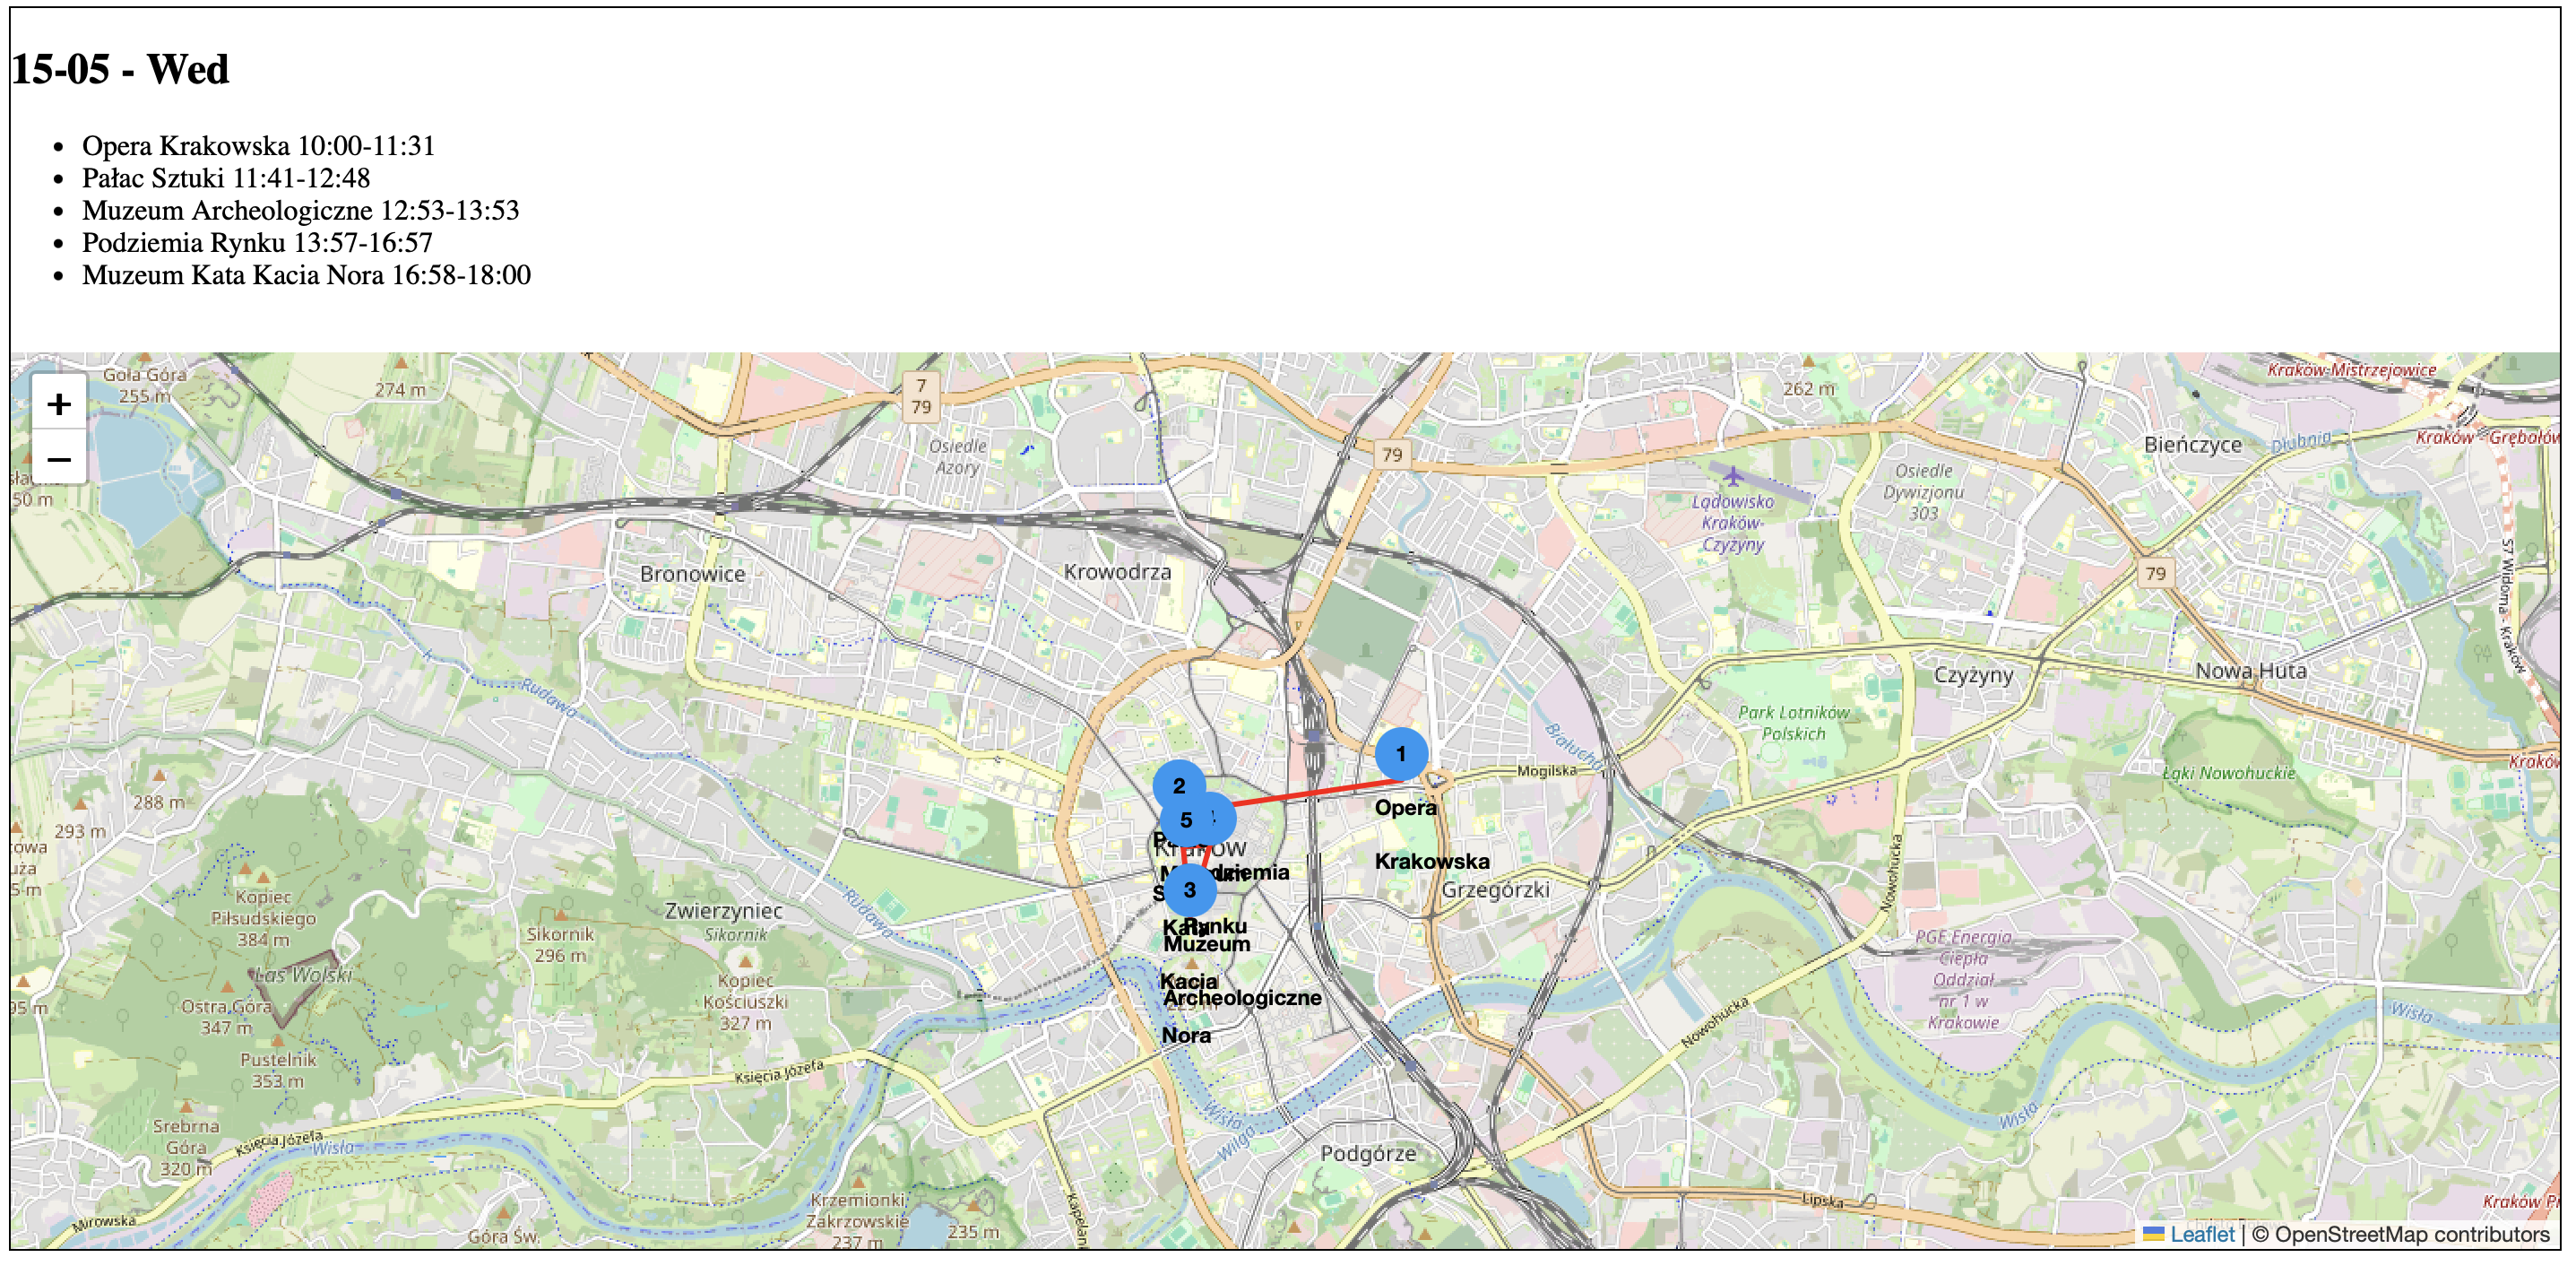 15-05 - Wed
Opera Krakowska 10:00-11:31
Pałac Sztuki 11:41-12:48
Muzeum Archeologiczne 12:53-13:53
Podziemia Rynku 13:57-16:57
Muzeum Kata Kacia Nora 16:58-18:00
+
−
Goła Góra
255 m
274 m
7
79
Osiedle
Azory
79
262 m
Kraków-Mistrzejowice
Bieńczyce
Dłubnia
Kraków - Grębałów
50 m
Osiedle
Dywizjonu
303
Lądowisko
Kraków-
Czyżyny
S7 Widoma - Kraków
Bronowice
Krowodrza
79
Rudawa
Czyżyny
Nowa Huta
Park Lotników
Polskich
Białucha
1
Mogilska
Łąki Nowohuckie
288 m
293 m
2
5
Opera
Kraków
Krakowska
Grzegórzki
Nowohucka
Kopiec
Piłsudskiego
384 m
Zwierzyniec
Sikornik
Rudawa
3
Sikornik
296 m
Rynku
Kata
Muzeum
PGE Energia
Ciepła
Oddział
nr 1 w
Krakowie
Las Wolski
Kopiec
Kościuszki
327 m
Kacia
Archeologiczne
Ostra Góra
347 m
95 m
Nora
Nowohucka
Wisła
Pustelnik
353 m
Księcia Józefa
Srebrna
Góra
320 m
Księcia Józefa
Wisła
Wisła
Wilga
Wisła
Podgórze
Mirowska
Góra Św.
Krzemionki
Zakrzowskie
237 m
235 m
Lipska
Leaflet | © OpenStreetMap contributors